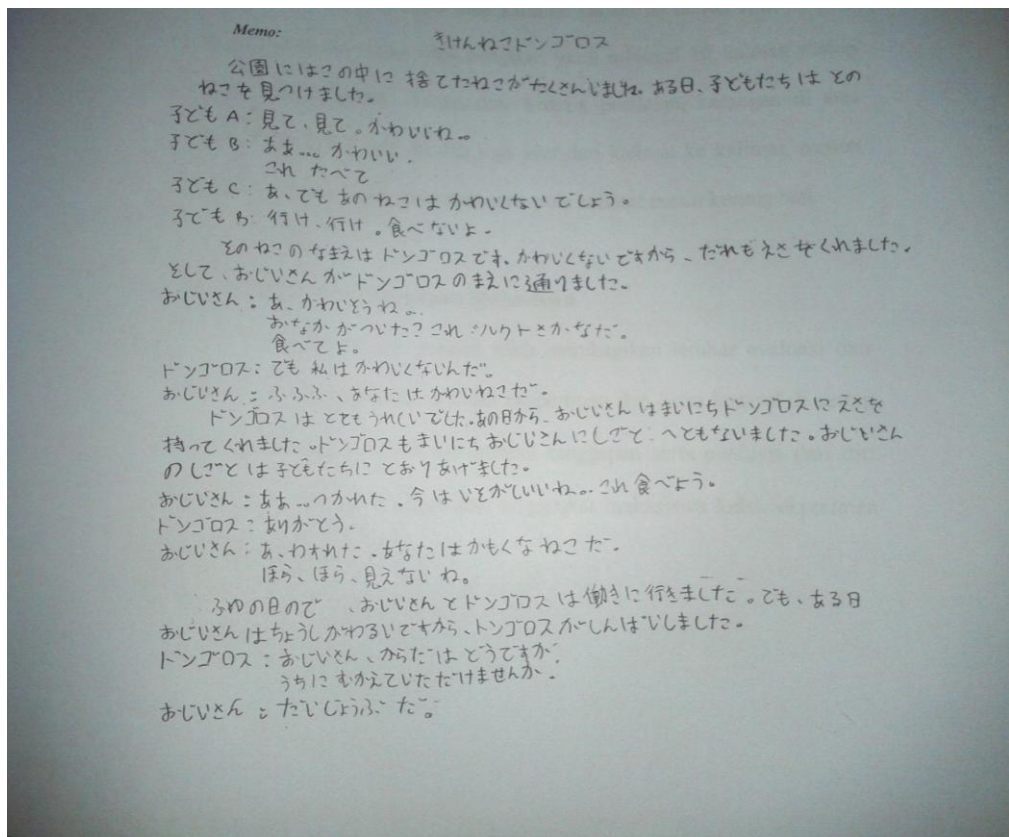 Memo:
きけんねこドンゴロス
公園にはこの中に捨てたねこがたくさんいました。ある日、子どもたちはその
ねこを見つけました。
子ども A: 見て、見て。かわいいね。。
子ども B: ああ... かわいい.
これ たべて
子ども C: あ、でも あの ねこは かわいくない でしょう。
子ども B: 行け、行け。食べないよ.
そのねこのなまえは ドンゴロスです、かわいくないですから、だれもえさをくれました.
そして、おじいさん が ドンゴロス のまえに通りました。
おじいさん : あ、かわいそうね..
おなか がついた? これ ソルクト さかなだ。
食べてよ。
ドンゴロス: でも 私は かわいくないんだ。
おじいさん : ふふふ、あなた は かわいねこだ.
ドンゴロス は とてもうれしいでした.あの日から、おじいさん はまいにちドンゴロスに えさを
持ってくれました.ドンゴロスもまいにちおじいさんにしごと へともないました。おじいさん
のしごとは子どもたちに とおりあげました。
おじいさん : ああ...つかれた . 今は いそがしいいね... これ 食べよう。
ドンゴロス : ありがとう.
おじいさん : あ、わすれた .あなたは かもくな ねこ だ.
ほら、ほら、見えない ね。
ふゆの日ので 、おじいさん と ドンゴロス は 働きに 行きました。でも、ある日
おじいさん はちょうしがわるいですから、トンゴロスがしんぱいしました。
ドンゴロス : おじいさん、からだは どうですか.
うちに むかえていただけませんか.
おじいさん : だいじょうぶ だ。